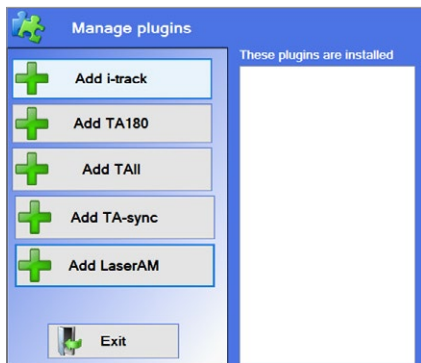 Manage plugins
These plugins are installed
Add i-track
Add TA180
Add TAII
Add TA-sync
Add LaserAM
Exit